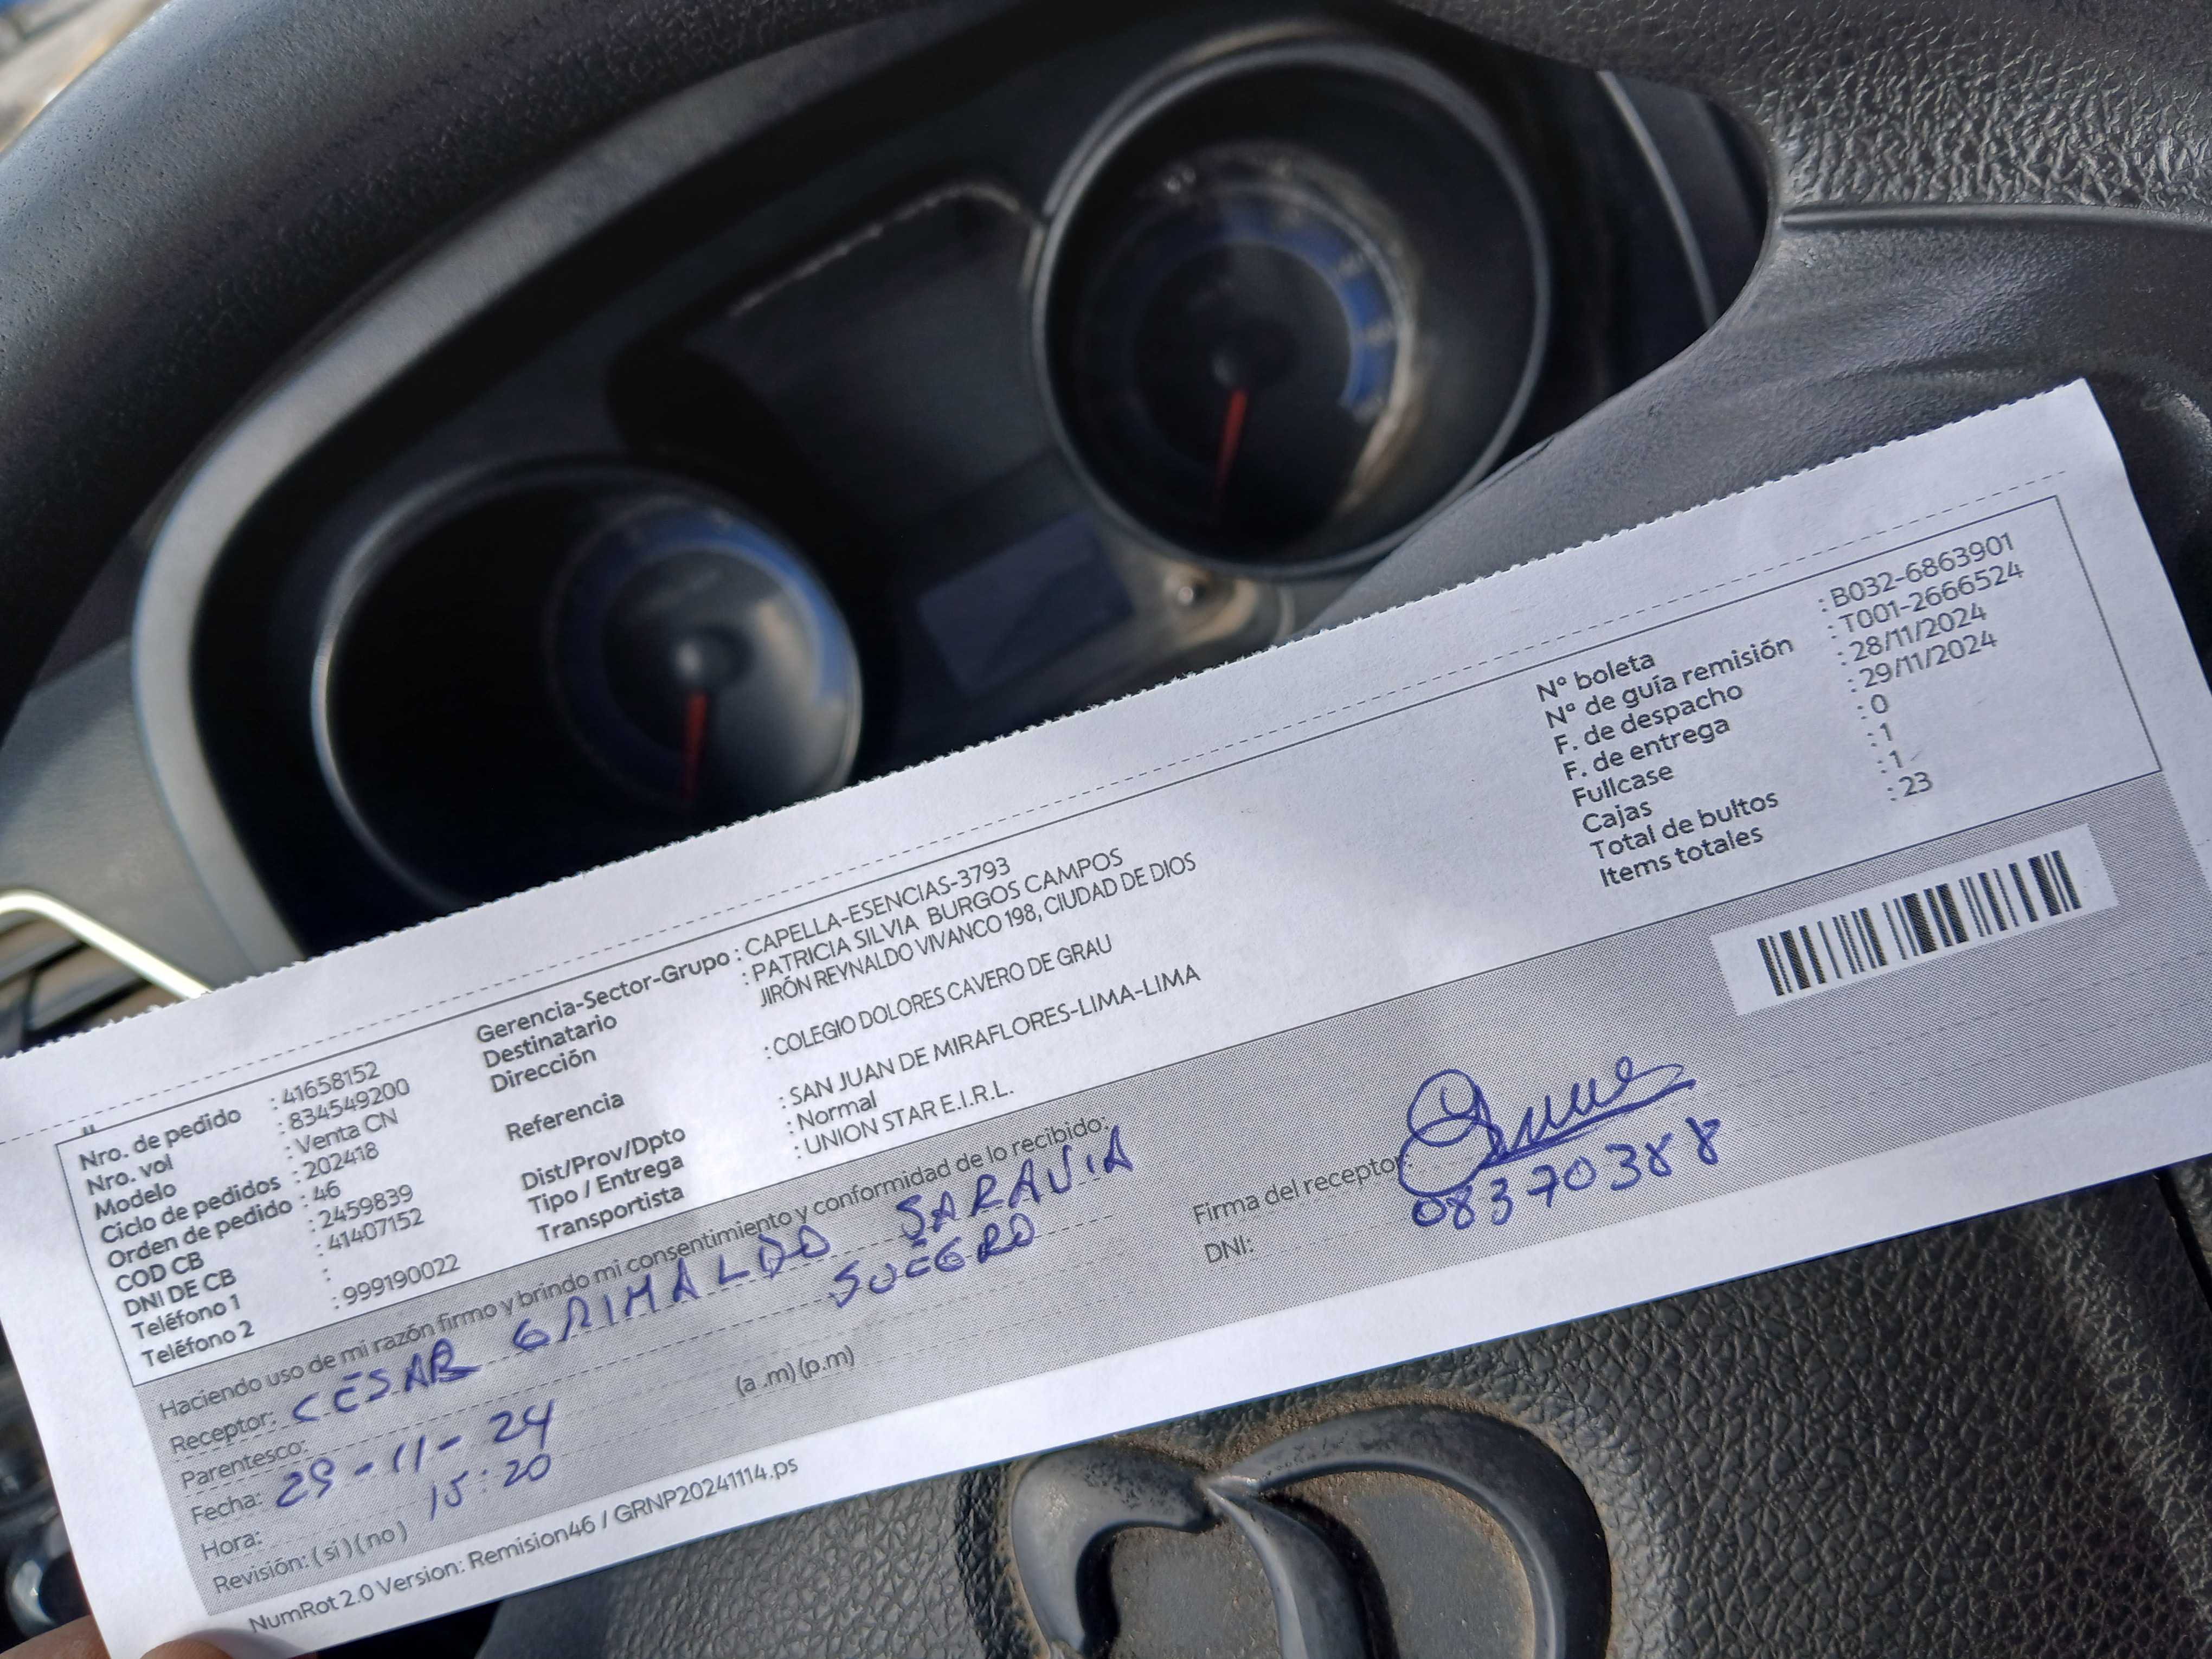 Nro. de pedido : 41658152
Nro. vol : 834549200
Modelo : Venta CN
Ciclo de pedidos : 202418
Orden de pedido : 46
COD CB : 2459839
DNI DE CB : 41407152
Teléfono 1 :
Teléfono 2 : 999190022
Gerencia-Sector-Grupo : CAPELLA-ESENCIAS-3793
Destinatario : PATRICIA SILVIA BURGOS CAMPOS
Dirección JIRÓN REYNALDO VIVANCO 198, CIUDAD DE DIOS
Referencia : COLEGIO DOLORES CAVERO DE GRAU
Dist/Prov/Dpto : SAN JUAN DE MIRAFLORES-LIMA-LIMA
Tipo / Entrega : Normal
Transportista : UNION STAR E.I.R.L.
N° boleta : B032-6863901
N° de guía remisión : T001-2666524
F. de despacho : 28/11/2024
F. de entrega : 29/11/2024
Fullcase : 0
Cajas : 1
Total de bultos : 1
Items totales : 23
Haciendo uso de mi razón firmo y brindo mi consentimiento y conformidad de lo recibido:
Receptor: CÉSAR GRIMALDO SARAVIA
Parentesco: SUEGRO
Fecha: 29-11-24
Hora: 15:20 (a .m) (p.m)
Revisión: (si ) ( no )
Firma del receptor:
DNI: 08370388
NumRot 2.0 Version: Remision46 / GRNP20241114.ps